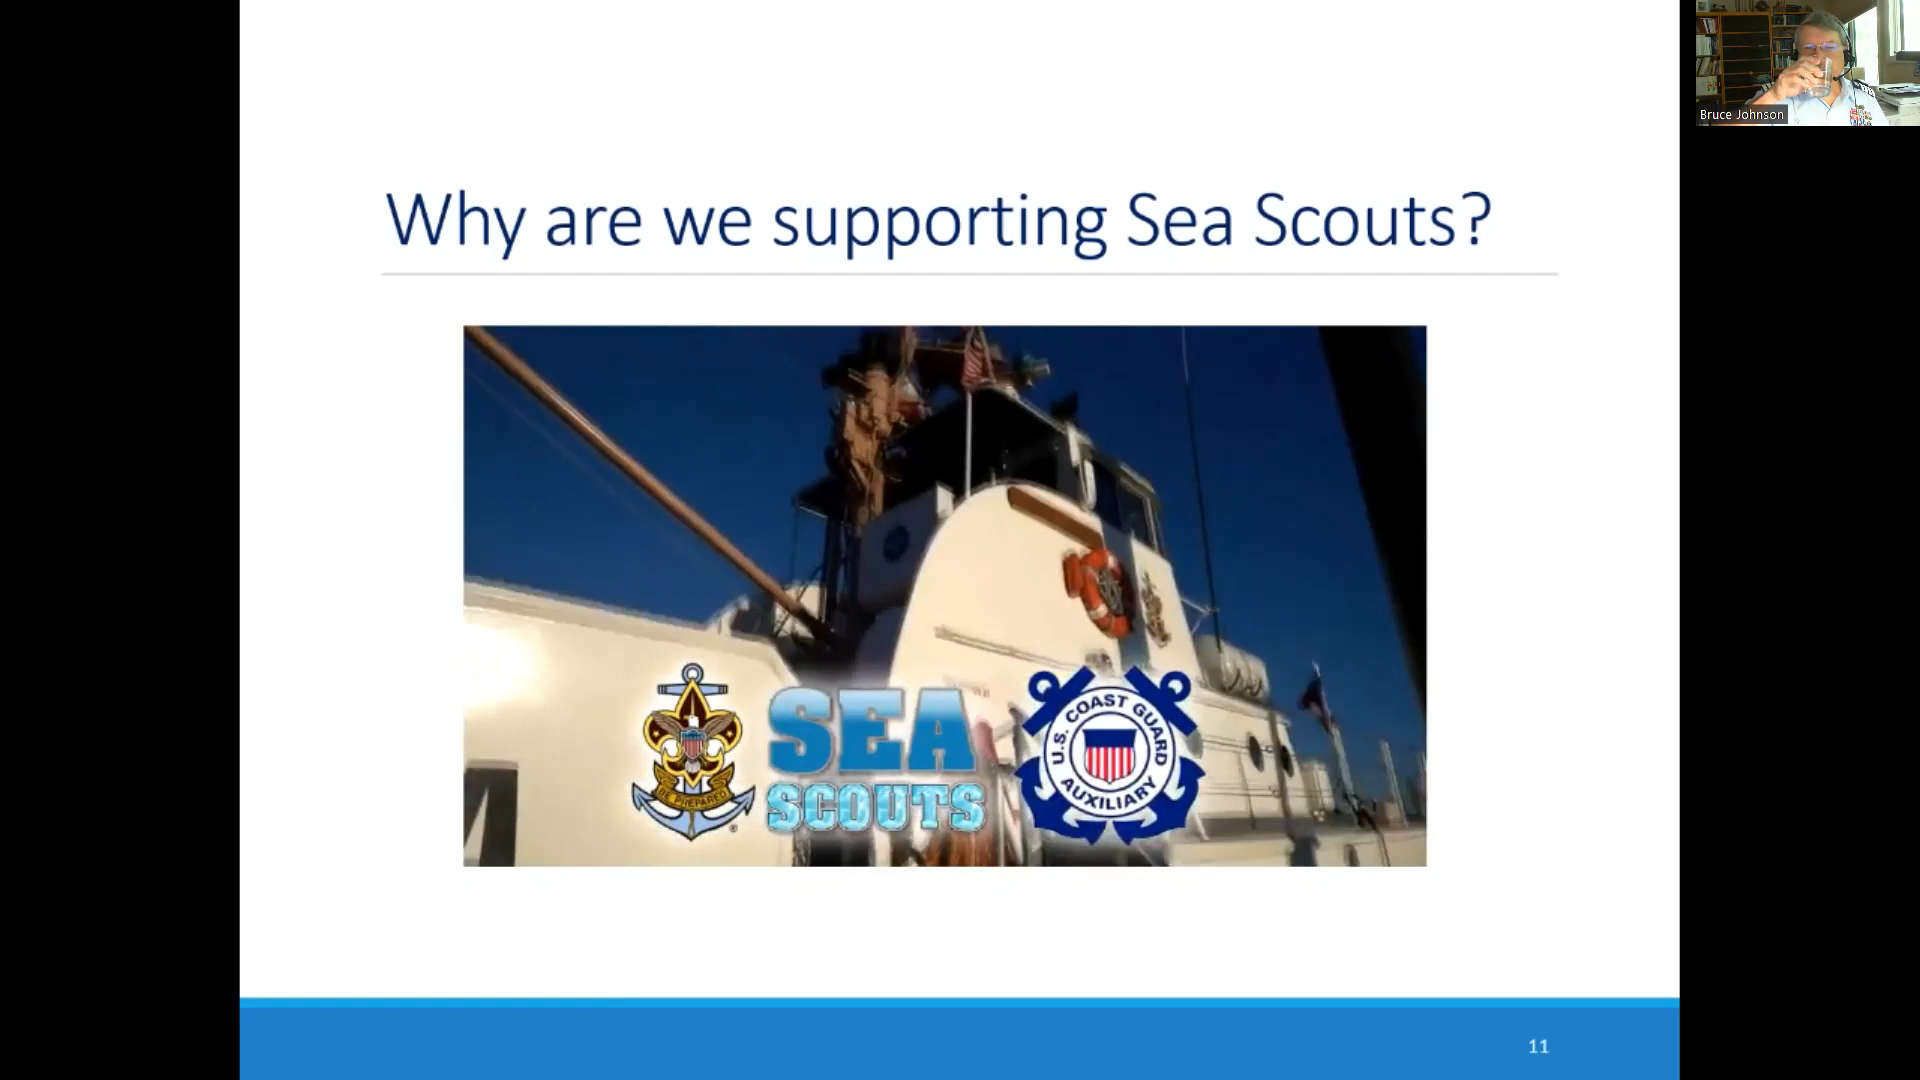 Bruce Johnson
Why are we supporting Sea Scouts?
BE PREPARED
SEA
SCOUTS
U.S. COAST GUARD
AUXILIARY
11